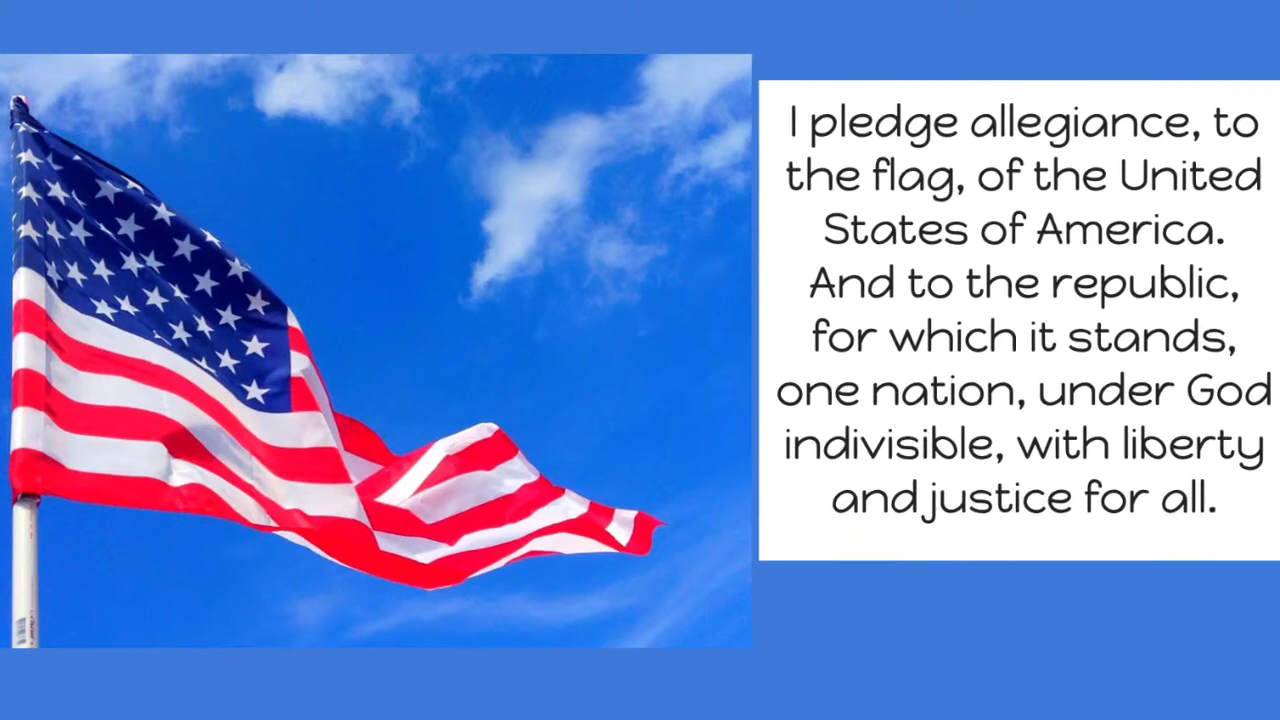 I pledge allegiance, to
the flag, of the United
States of America.
And to the republic,
for which it stands,
one nation, under God
indivisible, with liberty
and justice for all.